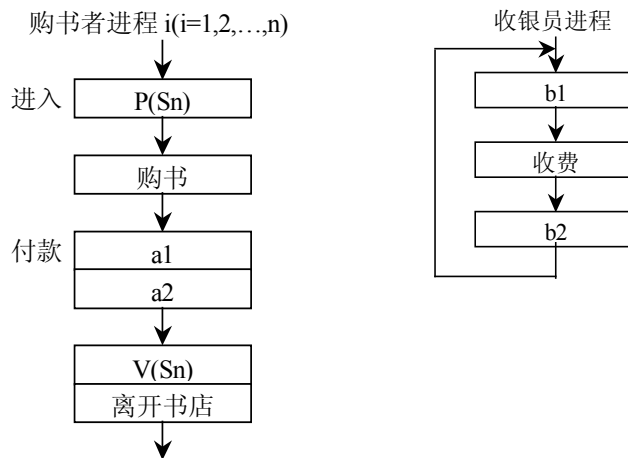 购书者进程 i(i=1,2,…,n)
进入
P(Sn)
购书
付款
a1
a2
V(Sn)
离开书店
收银员进程
b1
收费
b2